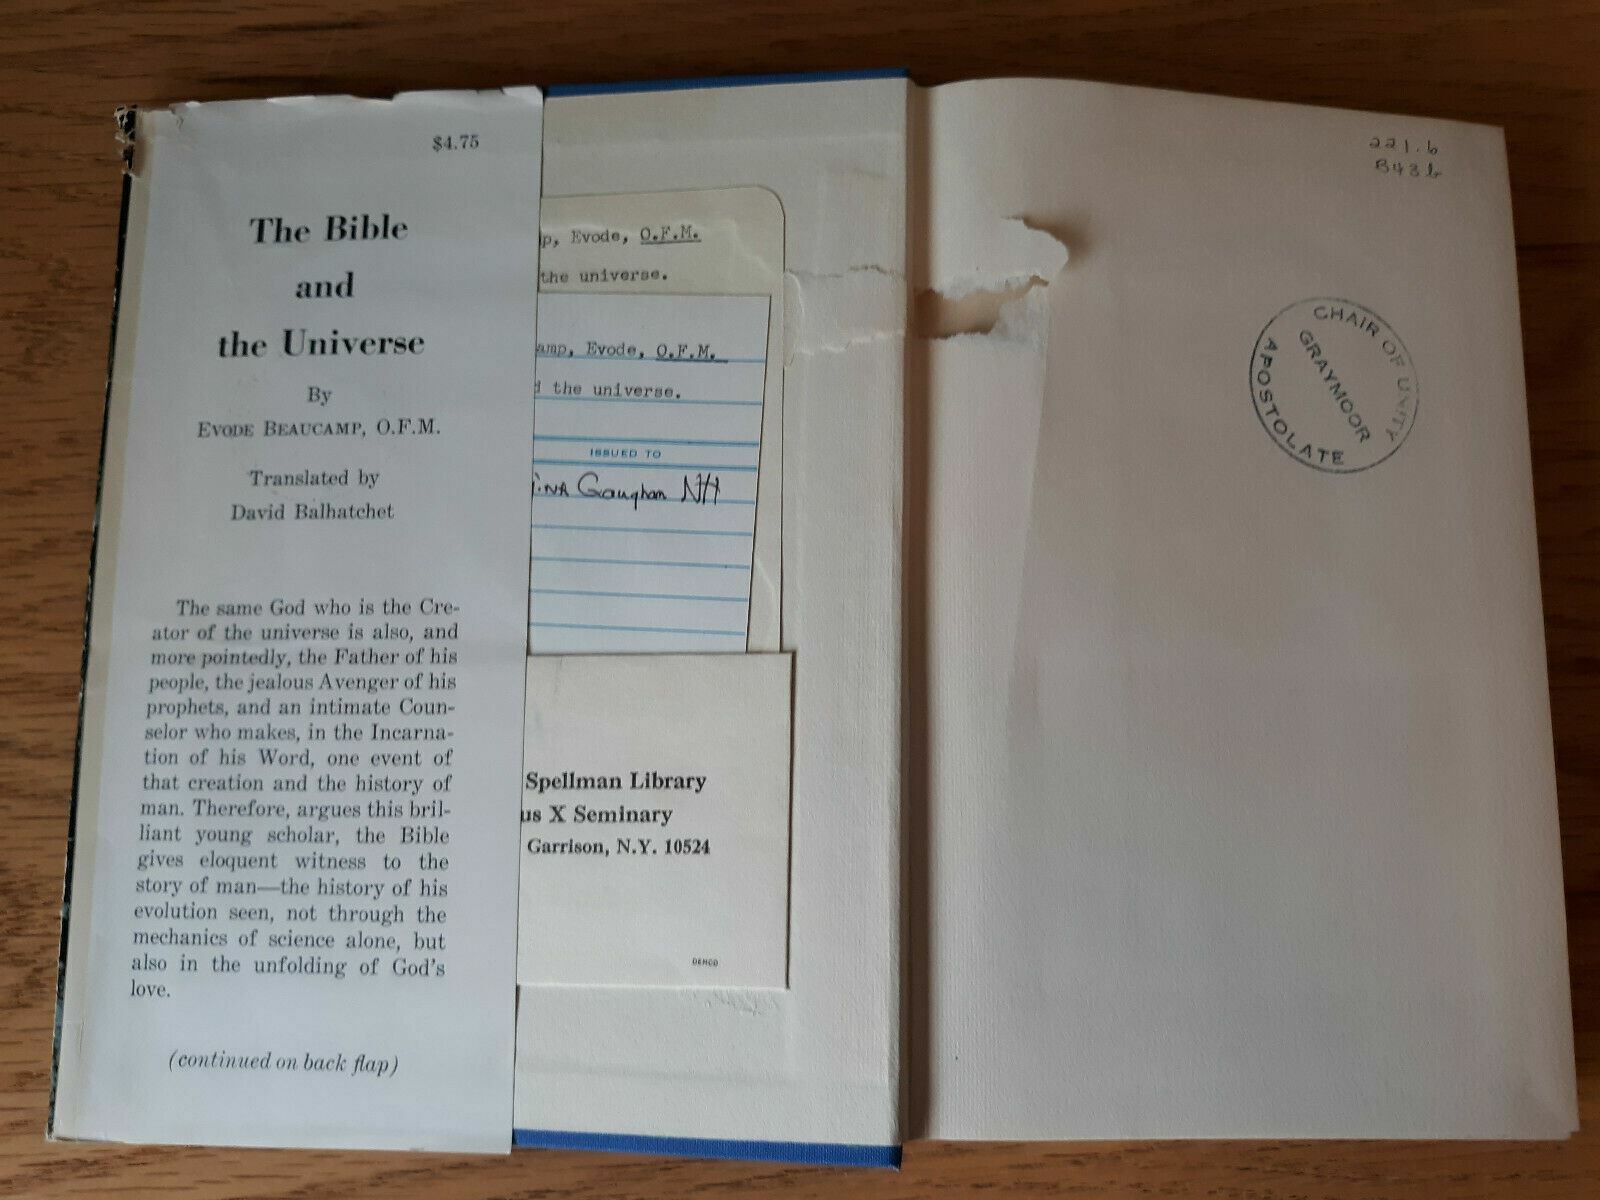 $4.75
The Bible
and
the Universe
By
EVODE BEAUCAMP, O.F.M.
Translated by
David Balhatchet
The same God who is the Cre-
ator of the universe is also, and
more pointedly, the Father of his
people, the jealous Avenger of his
prophets, and an intimate Coun-
selor who makes, in the Incarna-
tion of his Word, one event of
that creation and the history of
man. Therefore, argues this bril-
liant young scholar, the Bible
gives eloquent witness to the
story of man—the history of his
evolution seen, not through the
mechanics of science alone, but
also in the unfolding of God's
love.
(continued on back flap)
p, Evode, O.F.M.
the universe.
amp, Evode, O.F.M.
d the universe.
ISSUED TO
Gaughan NH
Spellman Library
us X Seminary
Garrison, N.Y. 10524
DEMCO
221.6
B43b
CHAIR OF UNITY
GRAYMOOR
APOSTOLATE